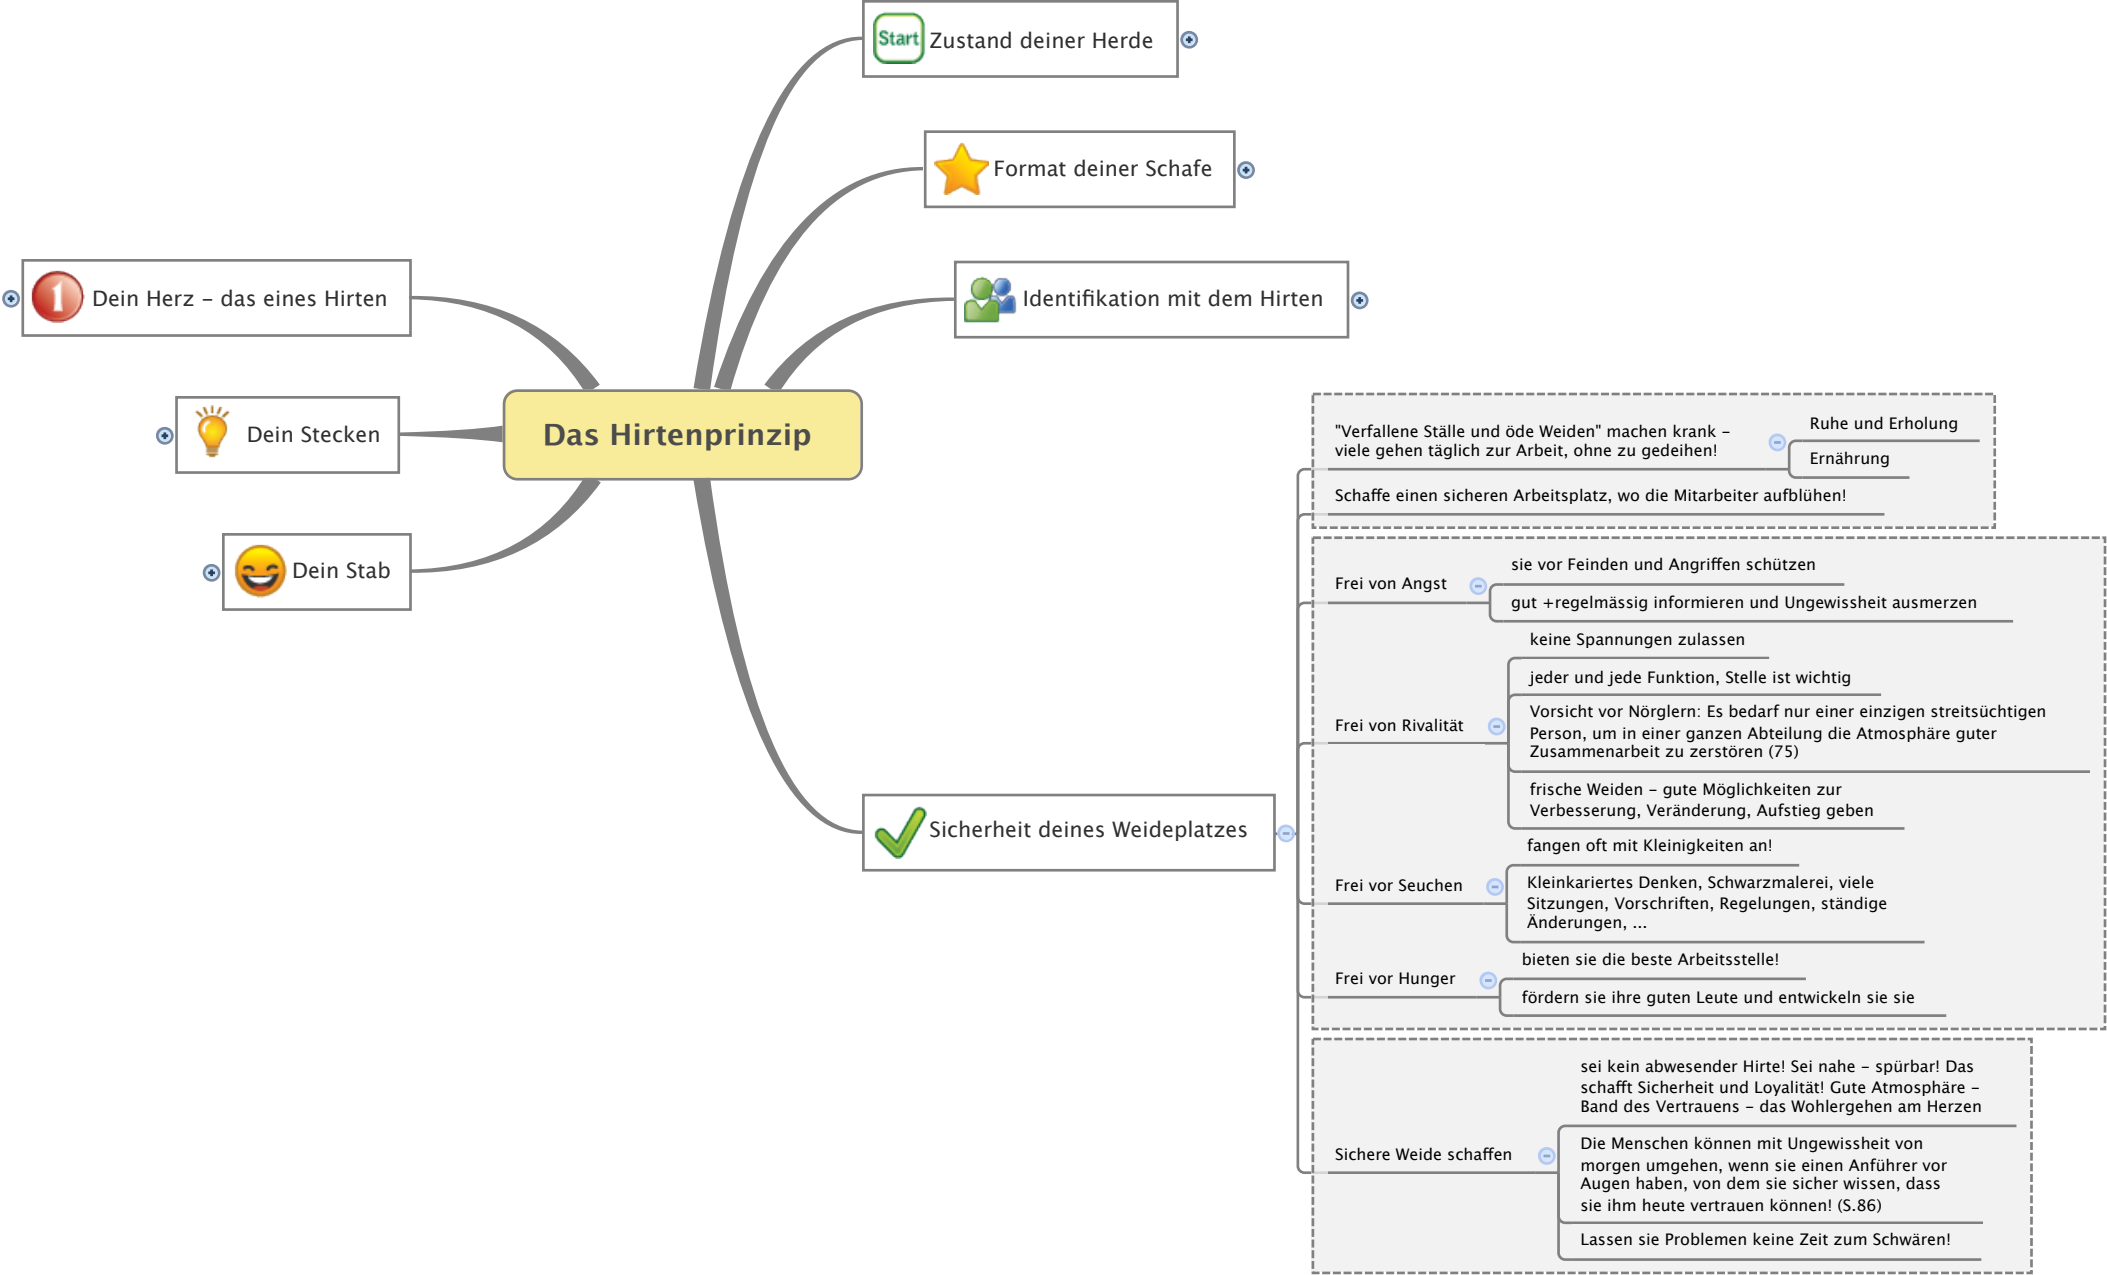 Start
Zustand deiner Herde
Format deiner Schafe
Identifikation mit dem Hirten
1
Dein Herz – das eines Hirten
Dein Stecken
Dein Stab
Das Hirtenprinzip
Sicherheit deines Weideplatzes
"Verfallene Ställe und öde Weiden" machen krank –
viele gehen täglich zur Arbeit, ohne zu gedeihen!
Ruhe und Erholung
Ernährung
Schaffe einen sicheren Arbeitsplatz, wo die Mitarbeiter aufblühen!
Frei von Angst
sie vor Feinden und Angriffen schützen
gut +regelmässig informieren und Ungewissheit ausmerzen
Frei von Rivalität
keine Spannungen zulassen
jeder und jede Funktion, Stelle ist wichtig
Vorsicht vor Nörglern: Es bedarf nur einer einzigen streitsüchtigen
Person, um in einer ganzen Abteilung die Atmosphäre guter
Zusammenarbeit zu zerstören (75)
frische Weiden – gute Möglichkeiten zur
Verbesserung, Veränderung, Aufstieg geben
Frei vor Seuchen
fangen oft mit Kleinigkeiten an!
Kleinkariertes Denken, Schwarzmalerei, viele
Sitzungen, Vorschriften, Regelungen, ständige
Änderungen, ...
Frei vor Hunger
bieten sie die beste Arbeitsstelle!
fördern sie ihre guten Leute und entwickeln sie sie
Sichere Weide schaffen
sei kein abwesender Hirte! Sei nahe – spürbar! Das
schafft Sicherheit und Loyalität! Gute Atmosphäre –
Band des Vertrauens – das Wohlergehen am Herzen
Die Menschen können mit Ungewissheit von
morgen umgehen, wenn sie einen Anführer vor
Augen haben, von dem sie sicher wissen, dass
sie ihm heute vertrauen können! (S.86)
Lassen sie Problemen keine Zeit zum Schwären!